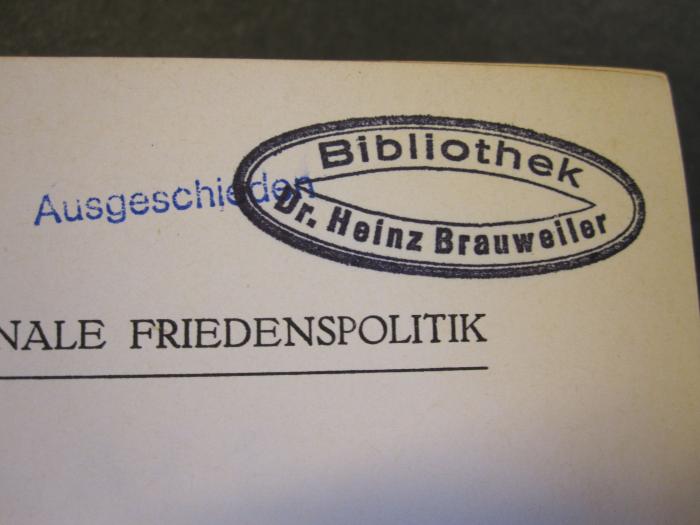 Ausgeschieden
Bibliothek
Dr. Heinz Brauweiler
NALE FRIEDENSPOLITIK